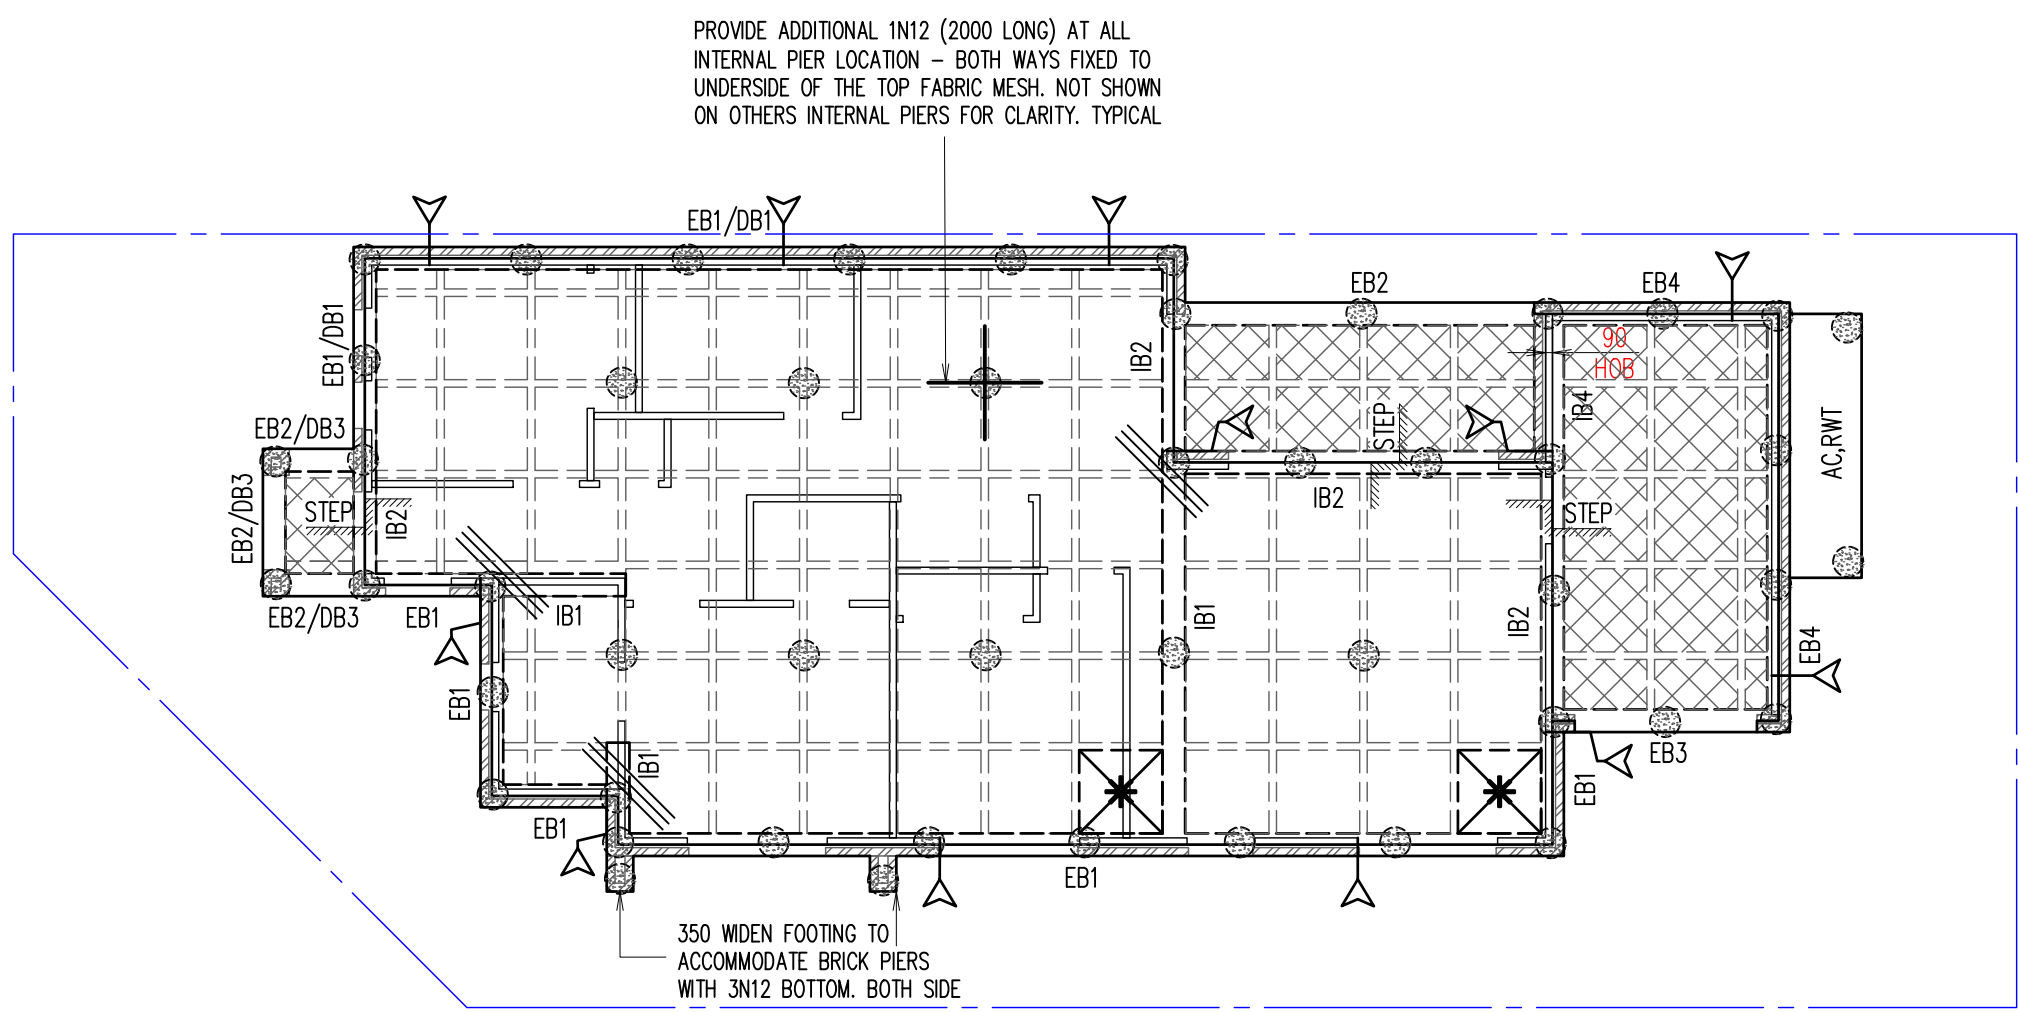 PROVIDE ADDITIONAL 1N12 (2000 LONG) AT ALL
INTERNAL PIER LOCATION – BOTH WAYS FIXED TO
UNDERSIDE OF THE TOP FABRIC MESH. NOT SHOWN
ON OTHERS INTERNAL PIERS FOR CLARITY. TYPICAL
EB1/DB1
EB2
EB4
EB1/DB1
IB2
90
HOB
IB4
STEP
AC,RWT
EB2/DB3
EB2/DB3
STEP
IB2
IB2
STEP
EB2/DB3
EB1
IB1
IB1
IB2
EB4
EB1
IB1
EB3
EB1
EB1
EB1
350 WIDEN FOOTING TO
ACCOMMODATE BRICK PIERS
WITH 3N12 BOTTOM. BOTH SIDE